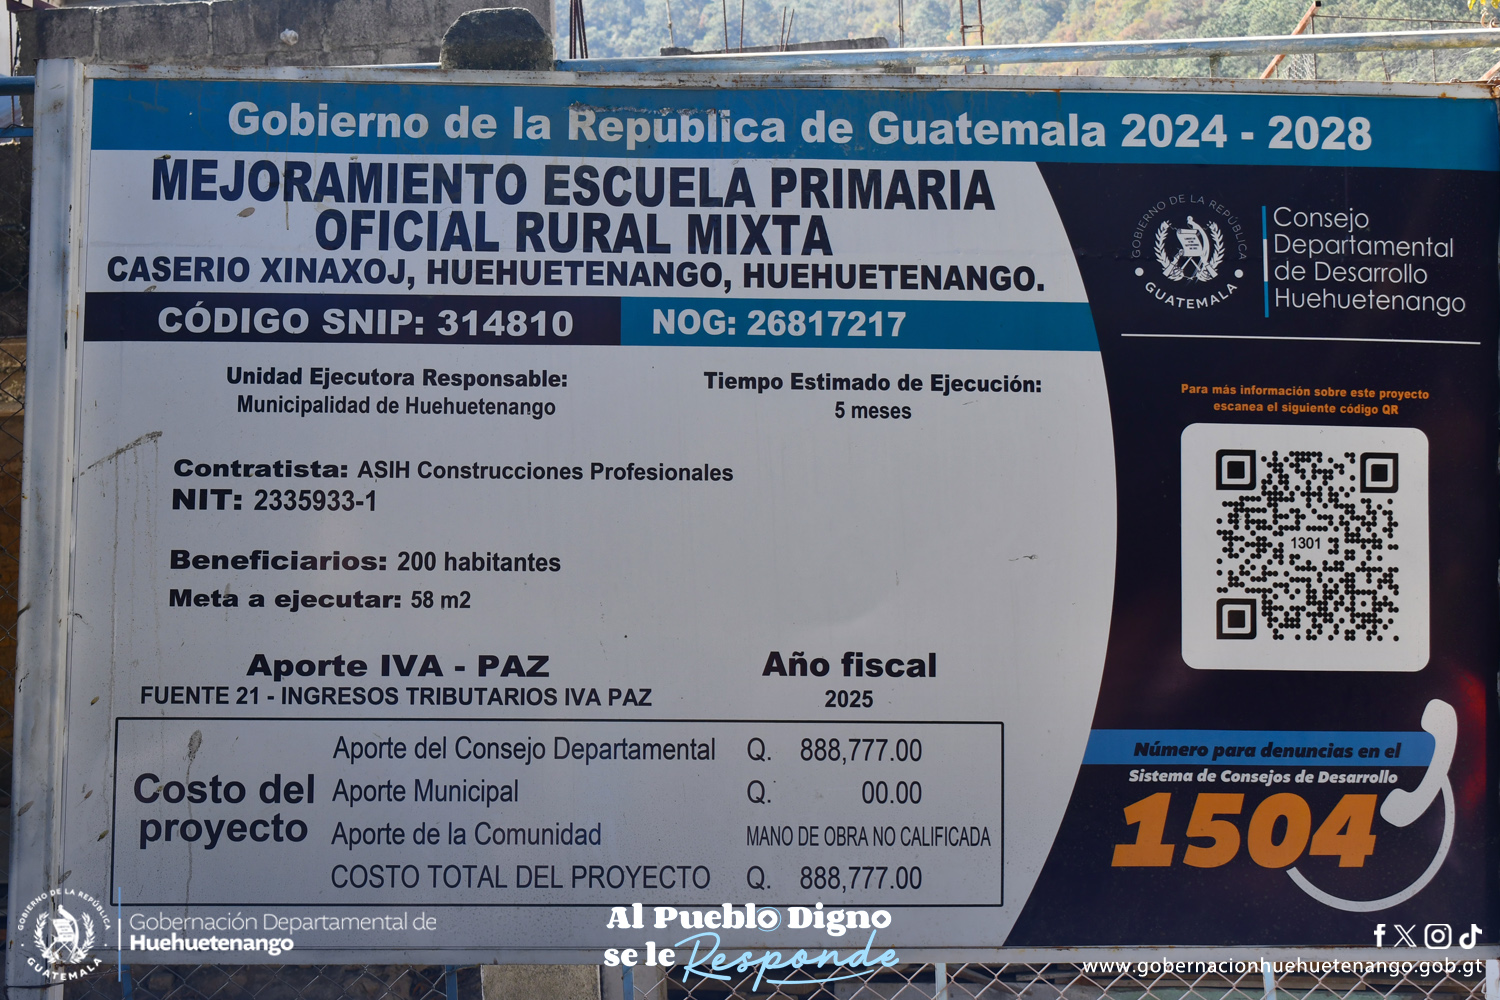 Gobierno de la República de Guatemala 2024 - 2028
MEJORAMIENTO ESCUELA PRIMARIA
OFICIAL RURAL MIXTA
CASERIO XINAXOJ, HUEHUETENANGO, HUEHUETENANGO.
CÓDIGO SNIP: 314810
NOG: 26817217
GOBIERNO DE LA REPÚBLICA
GUATEMALA
Consejo
Departamental
de Desarrollo
Huehuetenango
Unidad Ejecutora Responsable:
Municipalidad de Huehuetenango
Tiempo Estimado de Ejecución:
5 meses
Contratista: ASIH Construcciones Profesionales
NIT: 2335933-1
Beneficiarios: 200 habitantes
Meta a ejecutar: 58 m2
Aporte IVA - PAZ
FUENTE 21 - INGRESOS TRIBUTARIOS IVA PAZ
Año fiscal
2025
Costo del
proyecto
Aporte del Consejo Departamental Q. 888,777.00
Aporte Municipal Q. 00.00
Aporte de la Comunidad MANO DE OBRA NO CALIFICADA
COSTO TOTAL DEL PROYECTO Q. 888,777.00
Para más información sobre este proyecto
escanea el siguiente código QR
1301
Número para denuncias en el
Sistema de Consejos de Desarrollo
1504
GOBIERNO DE LA REPÚBLICA
GUATEMALA
Gobernación Departamental de
Huehuetenango
Al Pueblo Digno
se le Responde
www.gobernacionhuehuetenango.gob.gt